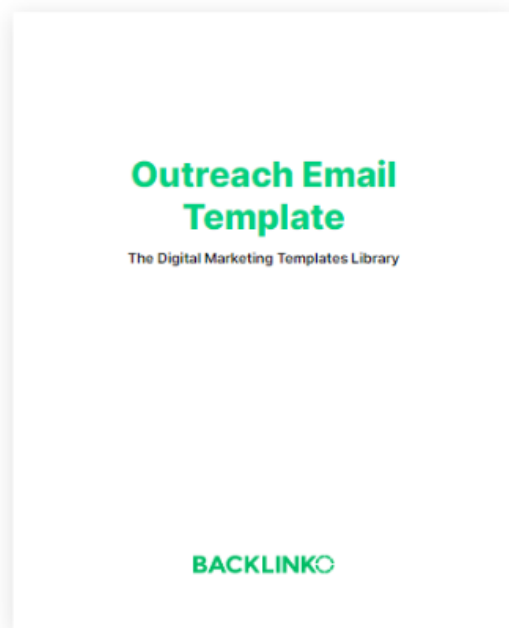 Outreach Email
Template
The Digital Marketing Templates Library
BACKLINKO